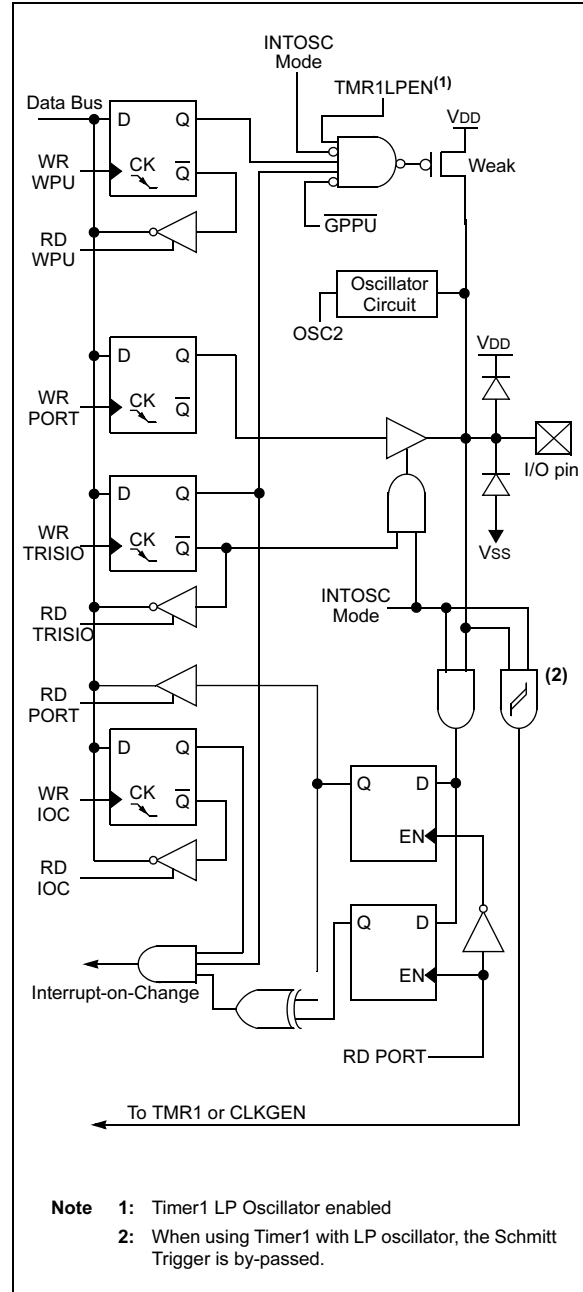 INTOSC
Mode
TMR1LPEN(1)
Data Bus
D Q
VDD
WR
WPU
CK Q
Weak
RD
WPU
GPPU
Oscillator
Circuit
OSC2
D Q
VDD
WR
PORT
CK Q
I/O pin
D Q
WR
TRISIO
CK Q
VSS
RD
TRISIO
INTOSC
Mode
(2)
RD
PORT
D Q
Q D
WR
IOC
CK Q
EN
RD
IOC
Q D
EN
Interrupt-on-Change
RD PORT
To TMR1 or CLKGEN
Note 1: Timer1 LP Oscillator enabled
2: When using Timer1 with LP oscillator, the Schmitt
Trigger is by-passed.